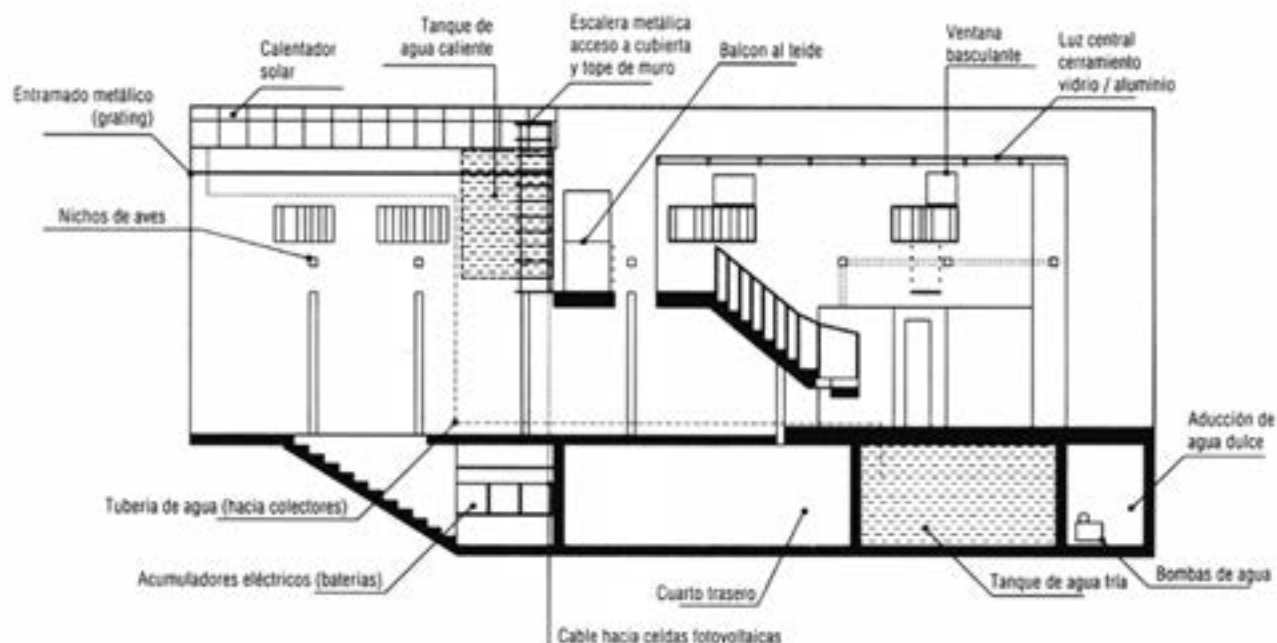 Tanque de
agua caliente
Escalera metálica
acceso a cubierta
y tope de muro
Ventana
basculante
Luz central
cerramiento
vidrio / aluminio
Calentador
solar
Balcon al teide
Entramado metálico
(grating)
Nichos de aves
Aducción de
agua dulce
Tuberia de agua (hacia colectores)
Acumuladores eléctricos (baterías)
Cuarto trasero
Tanque de agua fría
Bombas de agua
Cable hacia celdas fotovoltaicas